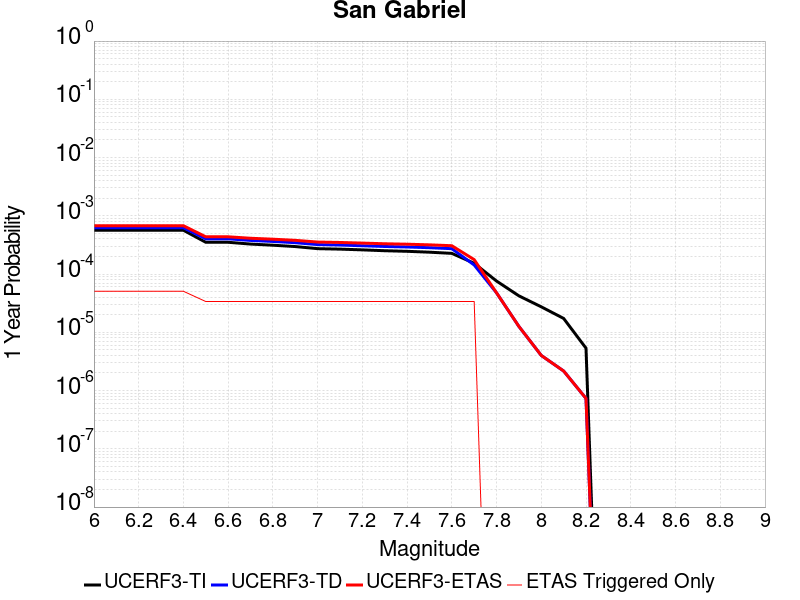 San Gabriel
10^0
10^-1
10^-2
10^-3
10^-4
10^-5
10^-6
10^-7
10^-8
1 Year Probability
6 6.2 6.4 6.6 6.8 7 7.2 7.4 7.6 7.8 8 8.2 8.4 8.6 8.8 9
Magnitude
UCERF3-TI UCERF3-TD UCERF3-ETAS ETAS Triggered Only